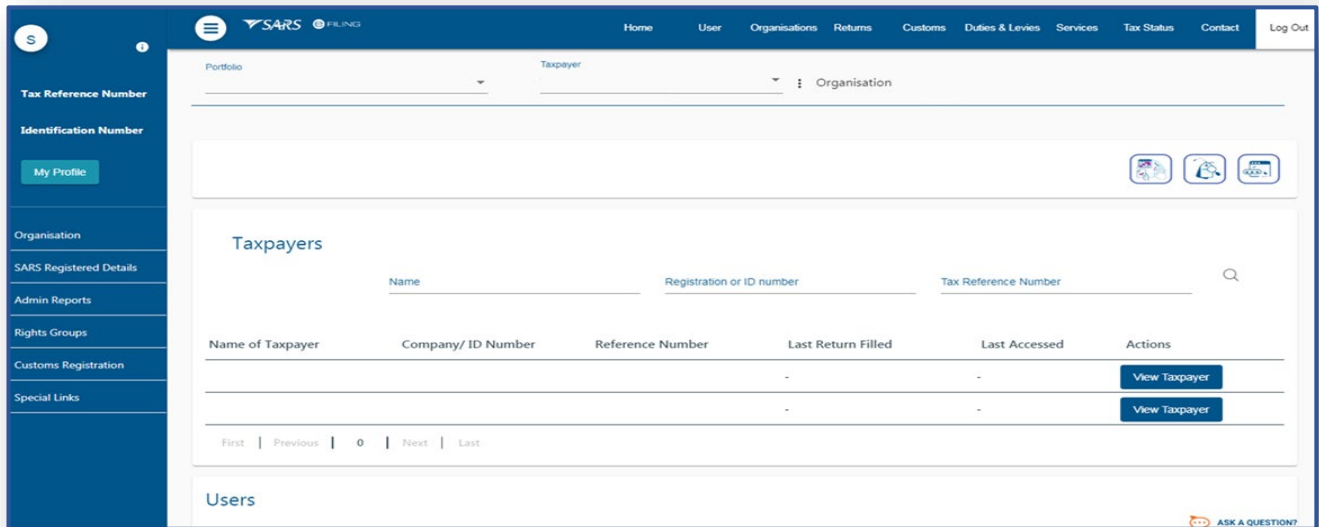 S
SARS eFILING
Home User Organisations Returns Customs Duties & Levies Services Tax Status Contact Log Out
Portfolio Taxpayer
Organisation
Tax Reference Number
Identification Number
My Profile
Organisation
SARS Registered Details
Admin Reports
Rights Groups
Customs Registration
Special Links
Taxpayers
Name Registration or ID number Tax Reference Number
Name of Taxpayer Company/ ID Number Reference Number Last Return Filled Last Accessed Actions
- - View Taxpayer
- - View Taxpayer
First | Previous | 0 | Next | Last
Users
ASK A QUESTION?